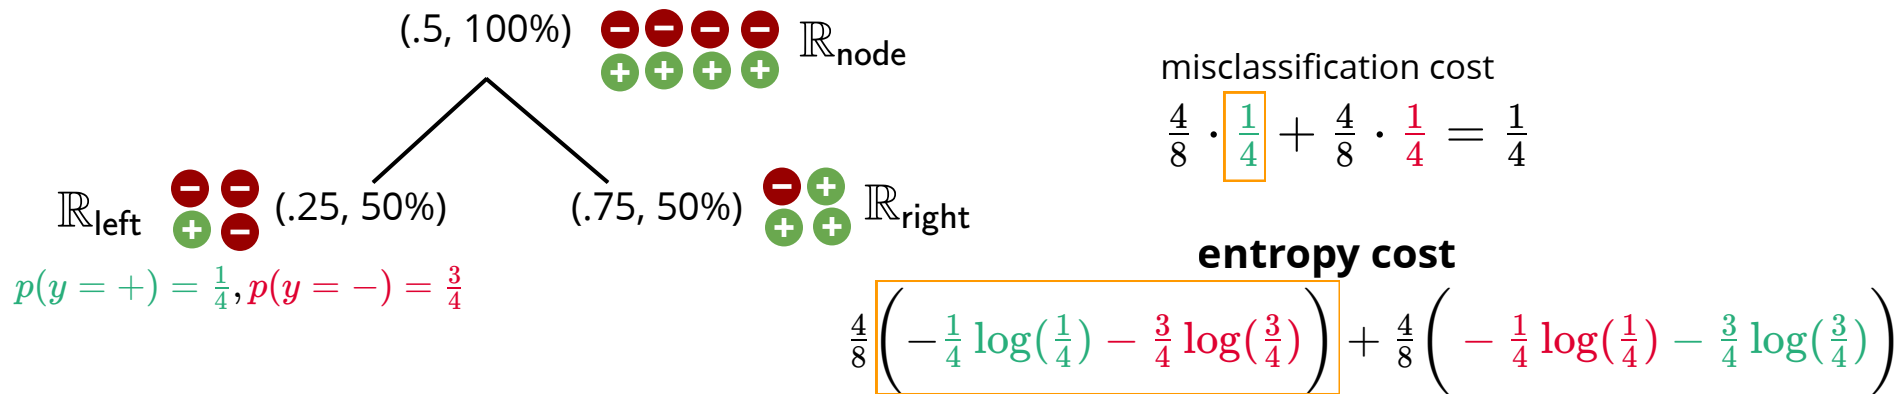 (.5, 100%) − − − − ℝnode
+ + + +
misclassification cost
4/8 · 1/4 + 4/8 · 1/4 = 1/4
ℝleft − − + − (.25, 50%) (.75, 50%) − + + + ℝright
p(y = +) = 1/4, p(y = −) = 3/4
entropy cost
4/8 (− 1/4 log(1/4) − 3/4 log(3/4)) + 4/8 (− 1/4 log(1/4) − 3/4 log(3/4))